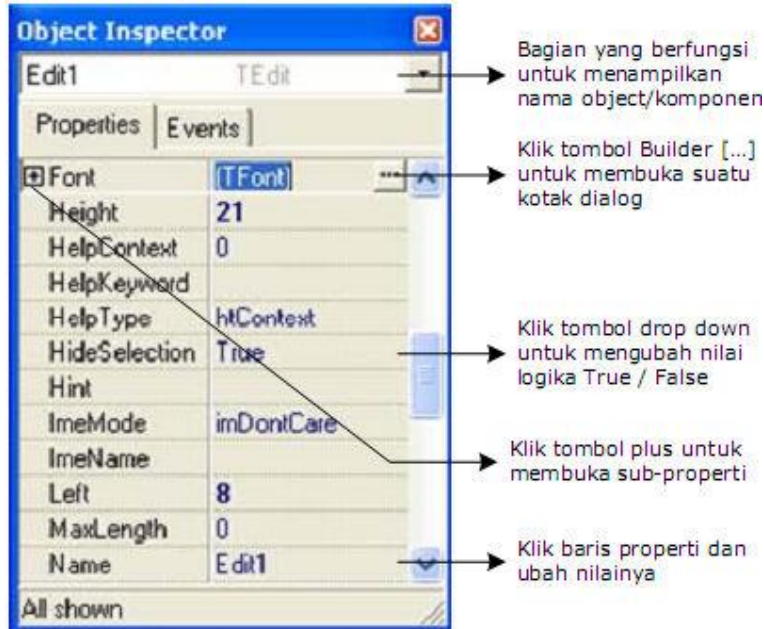 Object Inspector
Edit1 TEdit
Properties Events
Font (TFont) ...
Height 21
HelpContext 0
HelpKeyword
HelpType htContext
HideSelection True
Hint
ImeMode imDontCare
ImeName
Left 8
MaxLength 0
Name Edit1
All shown
Bagian yang berfungsi
untuk menampilkan
nama object/komponen
Klik tombol Builder [...]
untuk membuka suatu
kotak dialog
Klik tombol drop down
untuk mengubah nilai
logika True / False
Klik tombol plus untuk
membuka sub-properti
Klik baris properti dan
ubah nilainya